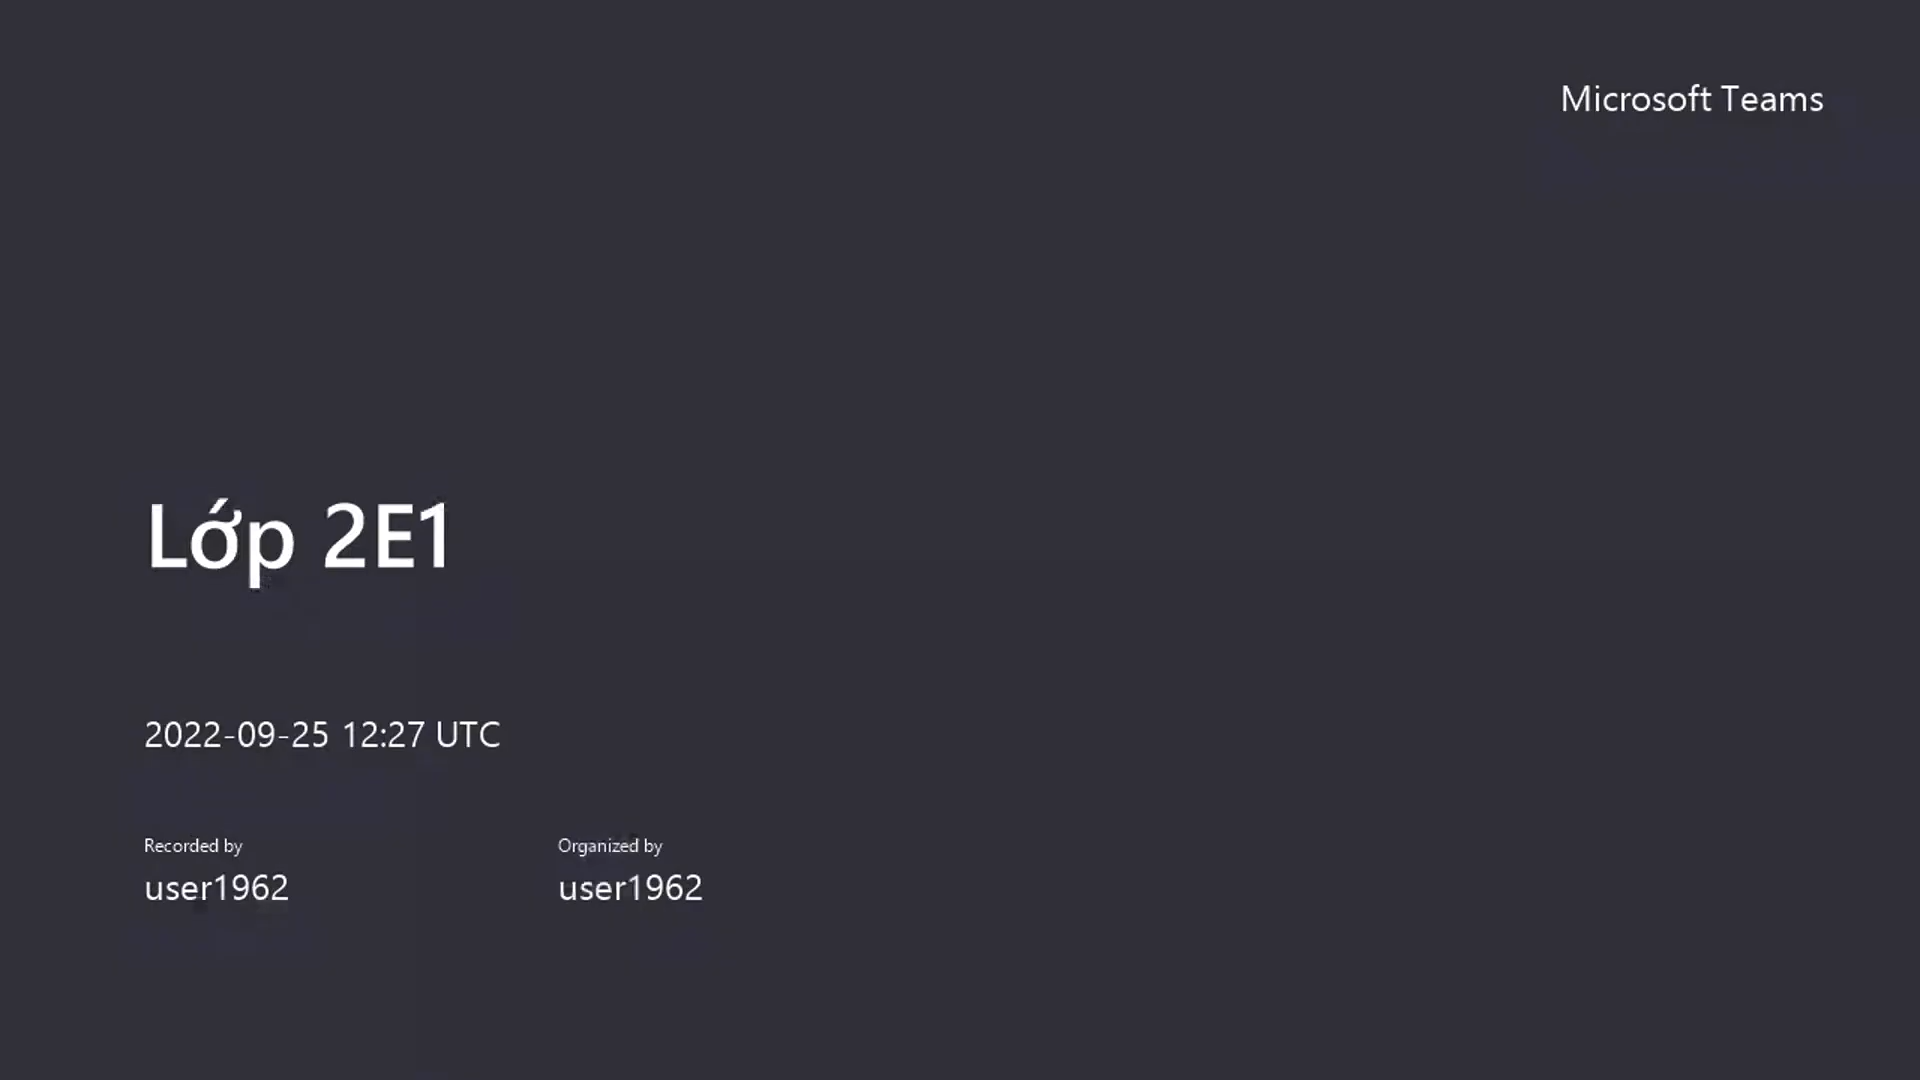 Microsoft Teams
Lớp 2E1
2022-09-25 12:27 UTC
Recorded by
user1962
Organized by
user1962